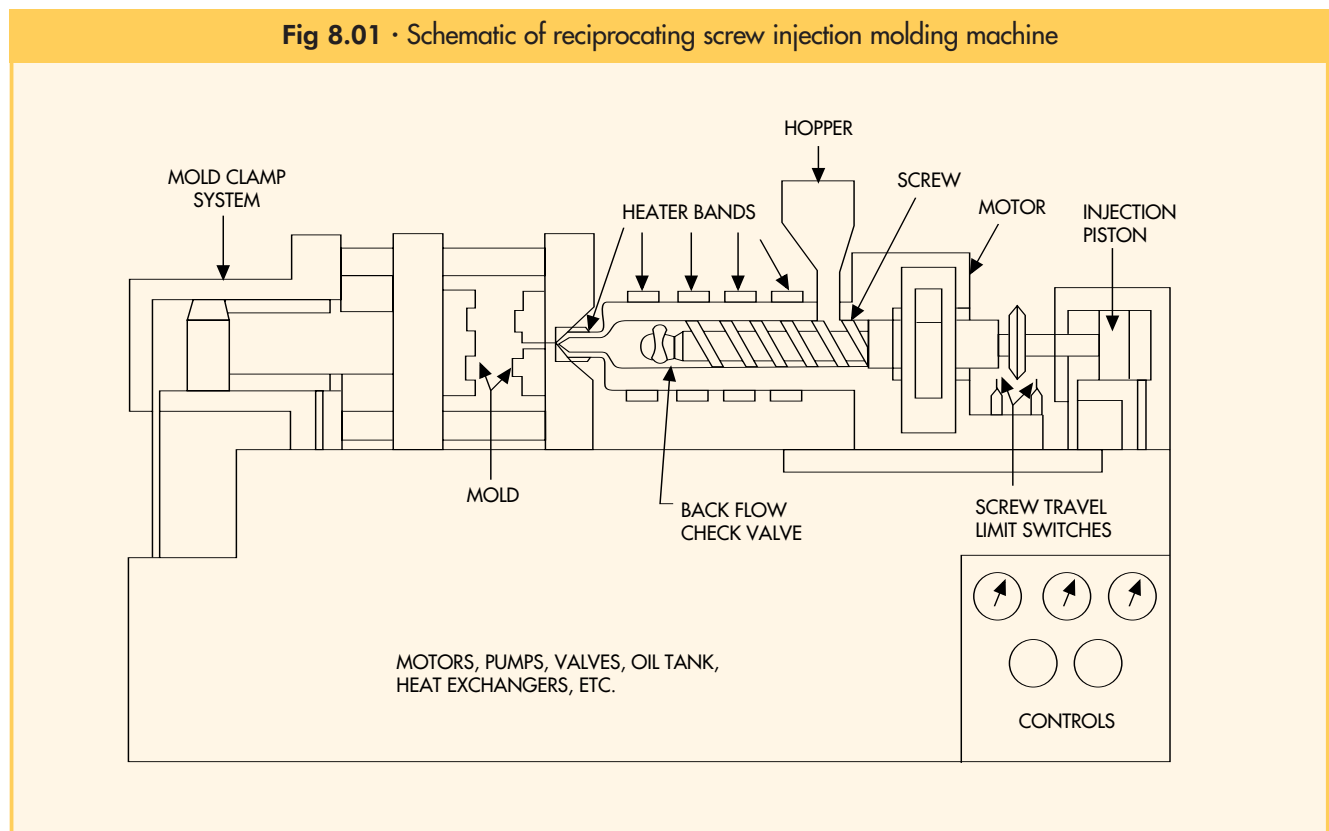 Fig 8.01 · Schematic of reciprocating screw injection molding machine
HOPPER
MOLD CLAMP
SYSTEM
SCREW
HEATER BANDS
MOTOR
INJECTION
PISTON
MOLD
BACK FLOW
CHECK VALVE
SCREW TRAVEL
LIMIT SWITCHES
MOTORS, PUMPS, VALVES, OIL TANK,
HEAT EXCHANGERS, ETC.
CONTROLS